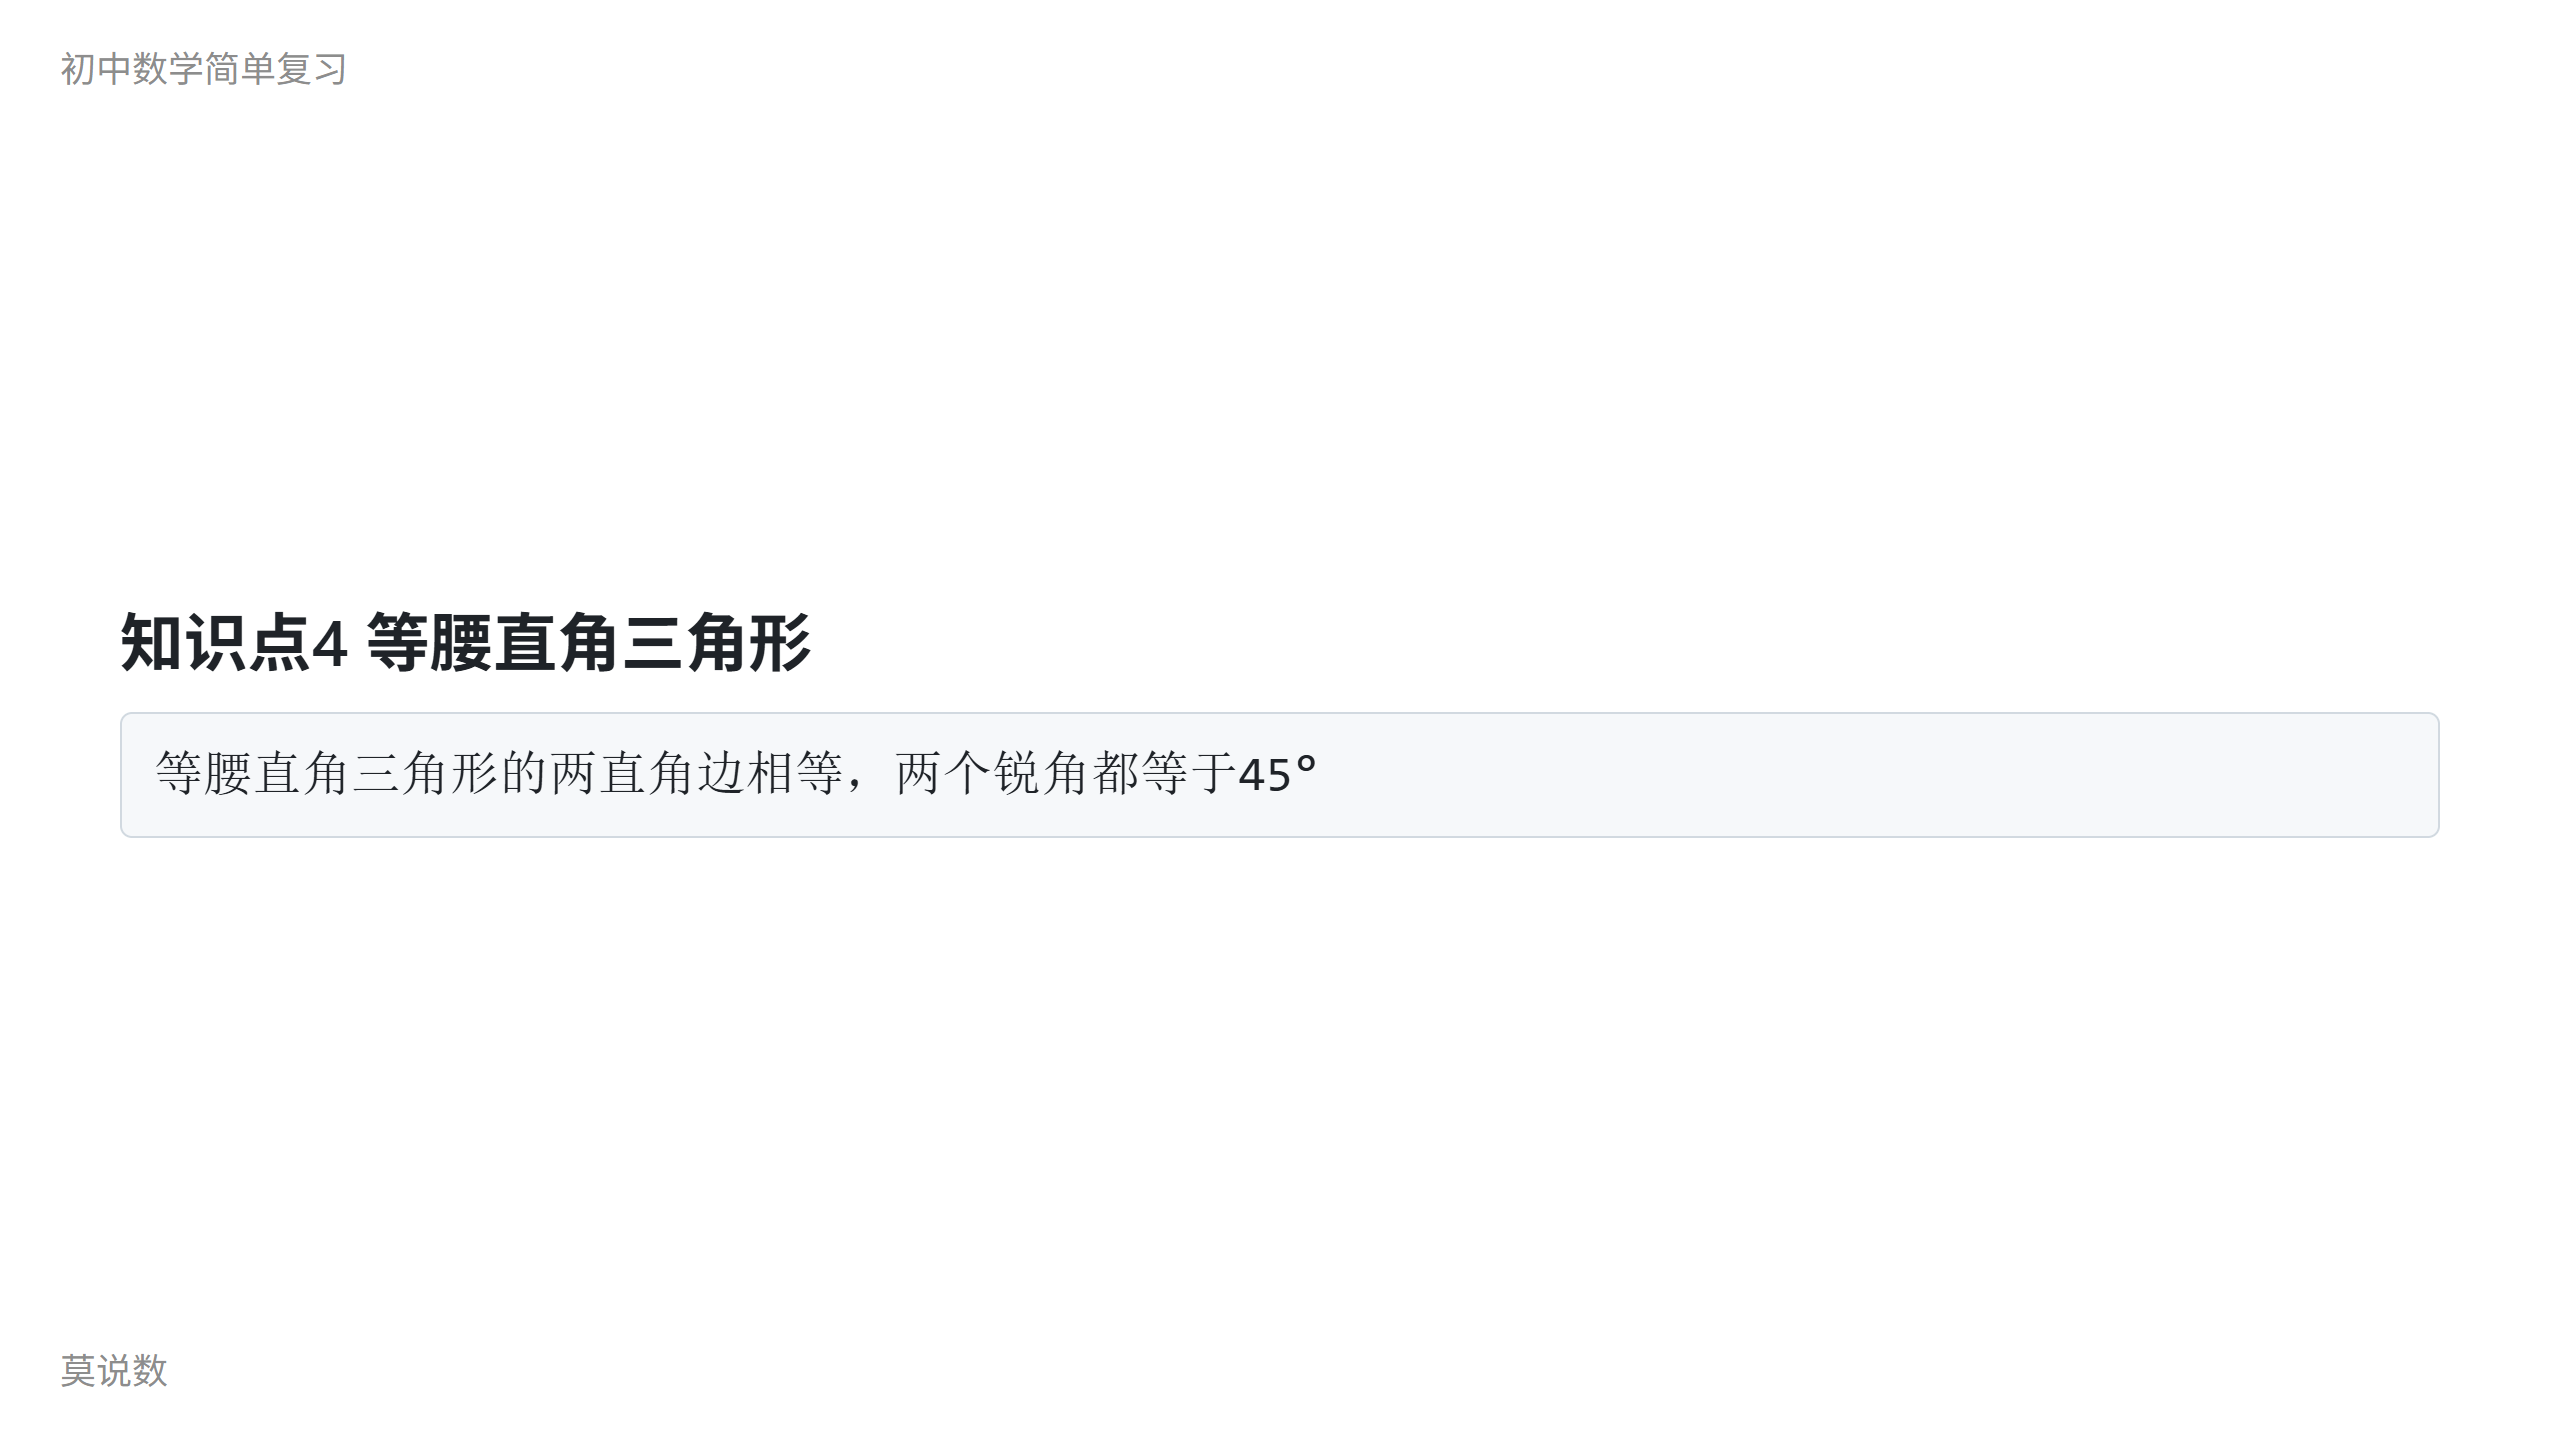 初中数学简单复习
知识点4 等腰直角三角形
等腰直角三角形的两直角边相等，两个锐角都等于45°
莫说数